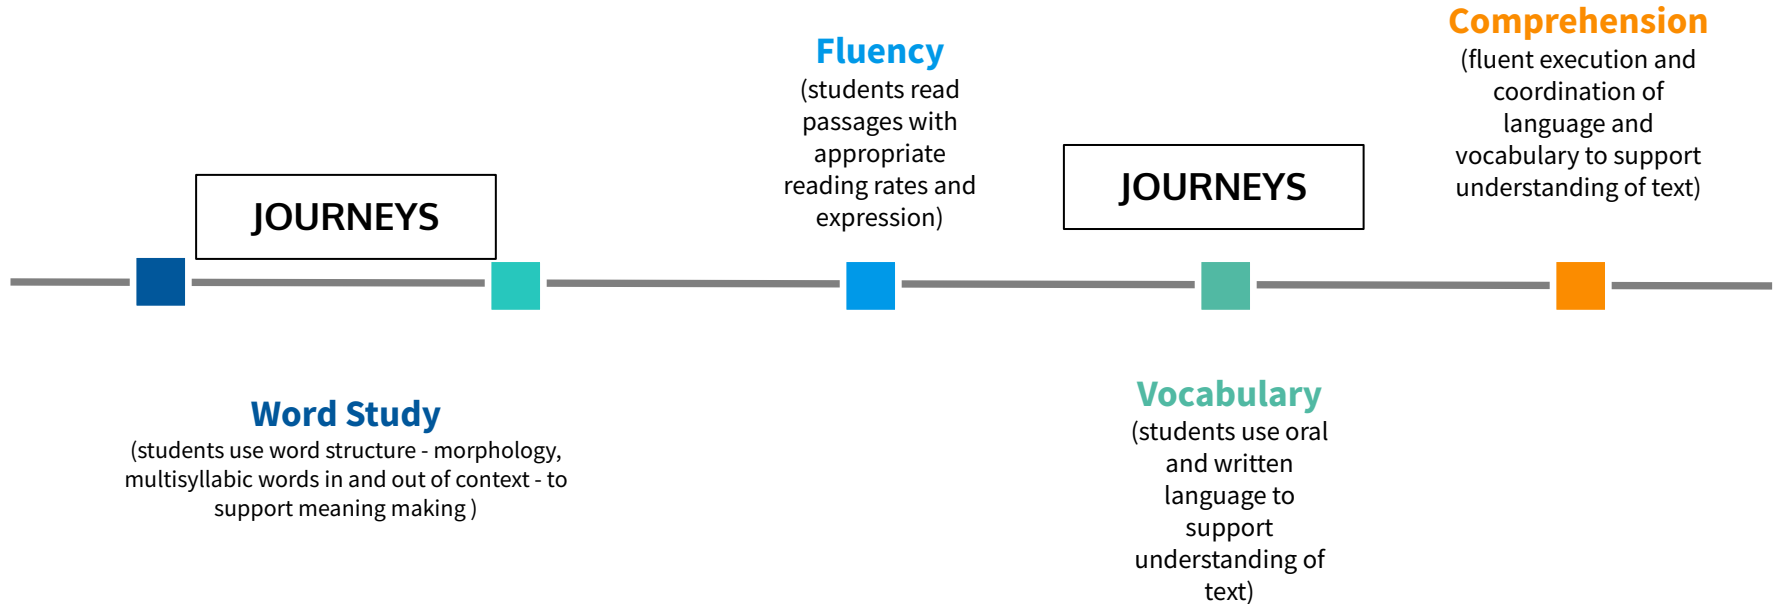 Comprehension
(fluent execution and
coordination of
language and
vocabulary to support
understanding of text)
Fluency
(students read
passages with
appropriate
reading rates and
expression)
JOURNEYS
JOURNEYS
Word Study
(students use word structure - morphology,
multisyllabic words in and out of context - to
support meaning making )
Vocabulary
(students use oral
and written
language to
support
understanding of
text)